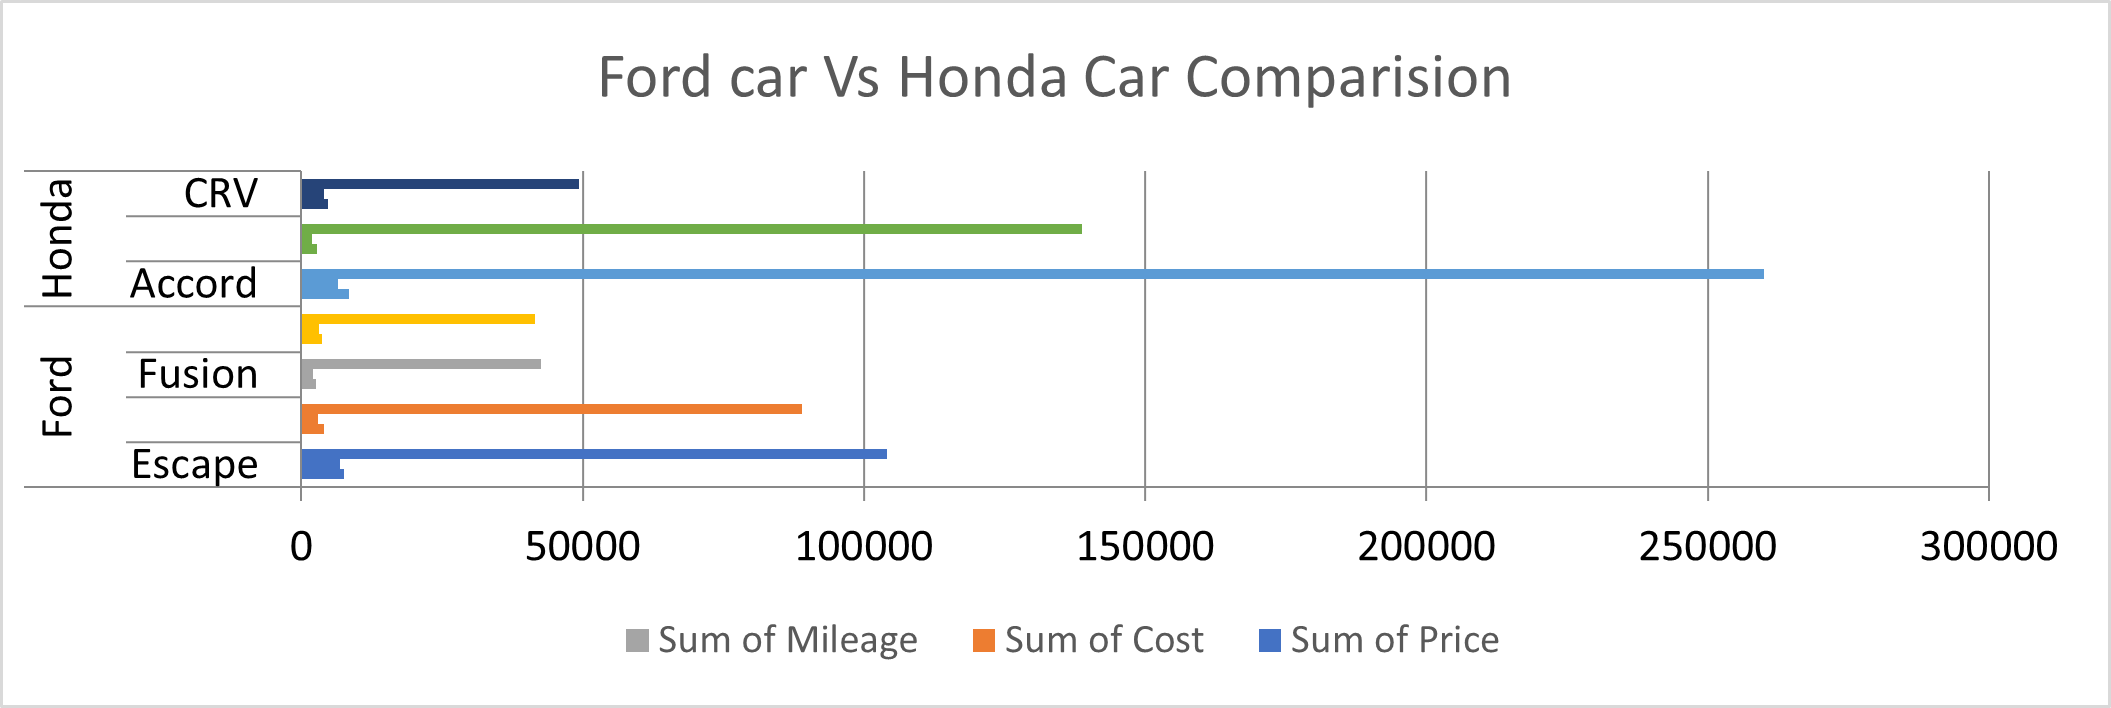 Ford car Vs Honda Car Comparision
Honda
CRV
Accord
Ford
Fusion
Escape
0 50000 100000 150000 200000 250000 300000
Sum of Mileage Sum of Cost Sum of Price